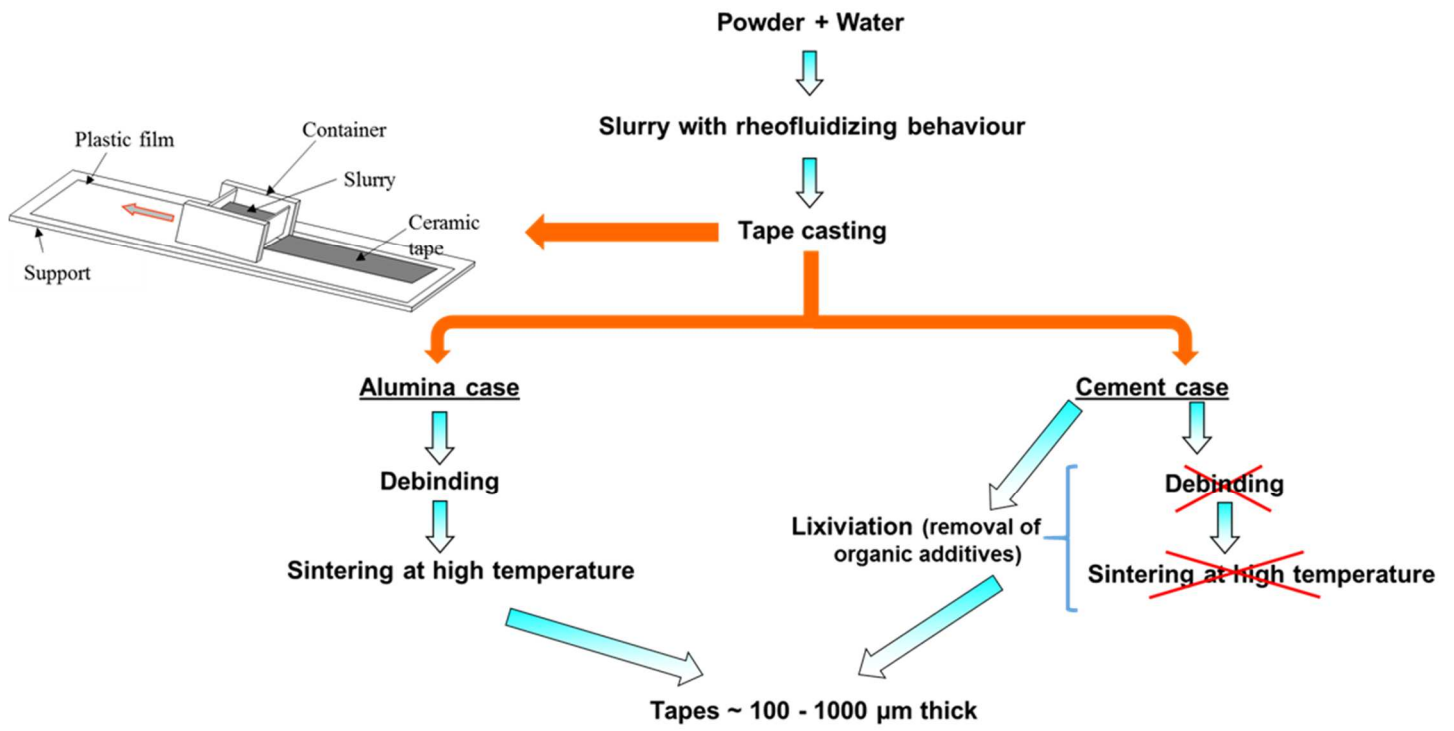 Powder + Water
Slurry with rheofluidizing behaviour
Tape casting
Plastic film
Container
Slurry
Ceramic
tape
Support
Alumina case
Debinding
Sintering at high temperature
Cement case
Lixiviation (removal of
organic additives)
Debinding
Sintering at high temperature
Tapes ~ 100 - 1000 µm thick